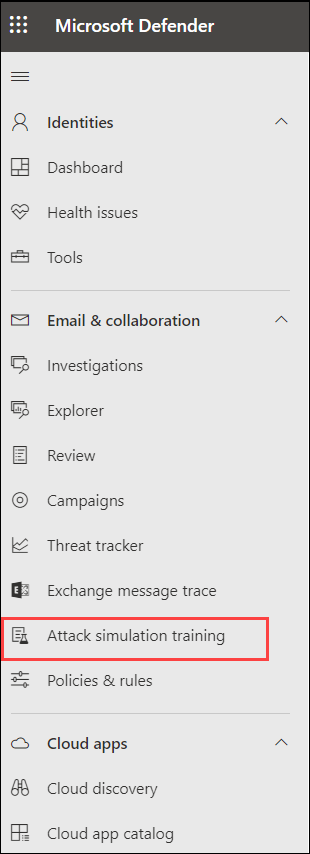 Microsoft Defender
Identities
Dashboard
Health issues
Tools
Email & collaboration
Investigations
Explorer
Review
Campaigns
Threat tracker
Exchange message trace
Attack simulation training
Policies & rules
Cloud apps
Cloud discovery
Cloud app catalog